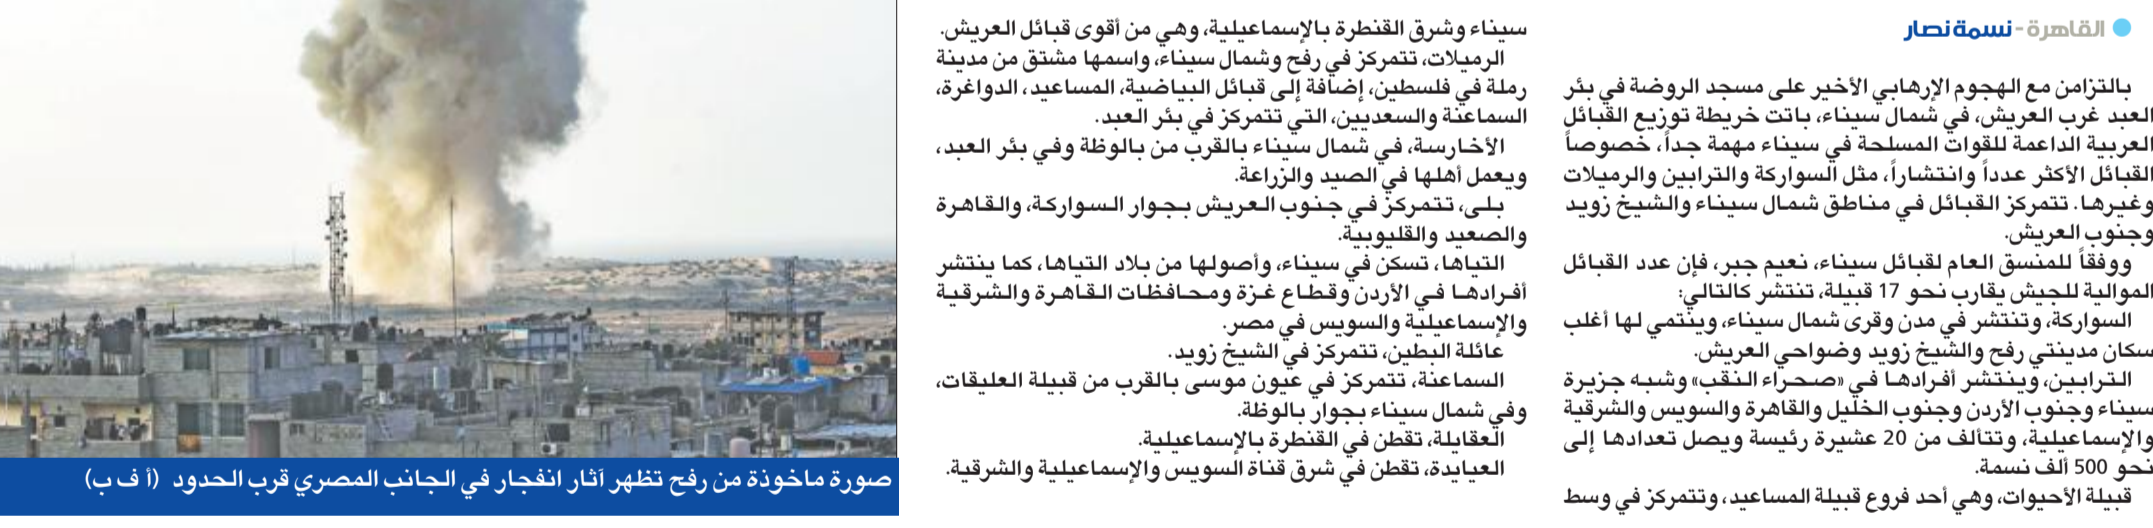 القاهرة - نسمة نصار
بالتزامن مع الهجوم الإرهابي الأخير على مسجد الروضة في بئر
العبد غرب العريش، في شمال سيناء، باتت خريطة توزيع القبائل
العربية الداعمة للقوات المسلحة في سيناء مهمة جداً، خصوصاً
القبائل الأكثر عدداً وانتشاراً، مثل السواركة والترابين والرميلات
وغيرها. تتمركز القبائل في مناطق شمال سيناء والشيخ زويد
وجنوب العريش.
ووفقاً للمنسق العام لقبائل سيناء، نعيم جبر، فإن عدد القبائل
الموالية للجيش يقارب نحو 17 قبيلة، تنتشر كالتالي:
السواركة، وتنتشر في مدن وقرى شمال سيناء، وينتمي لها أغلب
سكان مدينتي رفح والشيخ زويد وضواحي العريش.
الترابين، وينتشر أفرادها في «صحراء النقب» وشبه جزيرة
سيناء وجنوب الأردن وجنوب الخليل والقاهرة والسويس والشرقية
والإسماعيلية، وتتألف من 20 عشيرة رئيسة ويصل تعدادها إلى
نحو 500 ألف نسمة.
قبيلة الأحيوات، وهي أحد فروع قبيلة المساعيد، وتتمركز في وسط
سيناء وشرق القنطرة بالإسماعيلية، وهي من أقوى قبائل العريش.
الرميلات، تتمركز في رفح وشمال سيناء، واسمها مشتق من مدينة
رملة في فلسطين، إضافة إلى قبائل البياضية، المساعيد، الدواغرة،
السماعنة والسعديين، التي تتمركز في بئر العبد.
الأخارسة، في شمال سيناء بالقرب من بالوظة وفي بئر العبد،
ويعمل أهلها في الصيد والزراعة.
بلى، تتمركز في جنوب العريش بجوار السواركة، والقاهرة
والصعيد والقليوبية.
التياها، تسكن في سيناء، وأصولها من بلاد التياها، كما ينتشر
أفرادها في الأردن وقطاع غزة ومحافظات القاهرة والشرقية
والإسماعيلية والسويس في مصر.
عائلة البطين، تتمركز في الشيخ زويد.
السماعنة، تتمركز في عيون موسى بالقرب من قبيلة العليقات،
وفي شمال سيناء بجوار بالوظة.
العقايلة، تقطن في القنطرة بالإسماعيلية.
العبايدة، تقطن في شرق قناة السويس والإسماعيلية والشرقية.
صورة ماخوذة من رفح تظهر آثار انفجار في الجانب المصري قرب الحدود (أ ف ب)